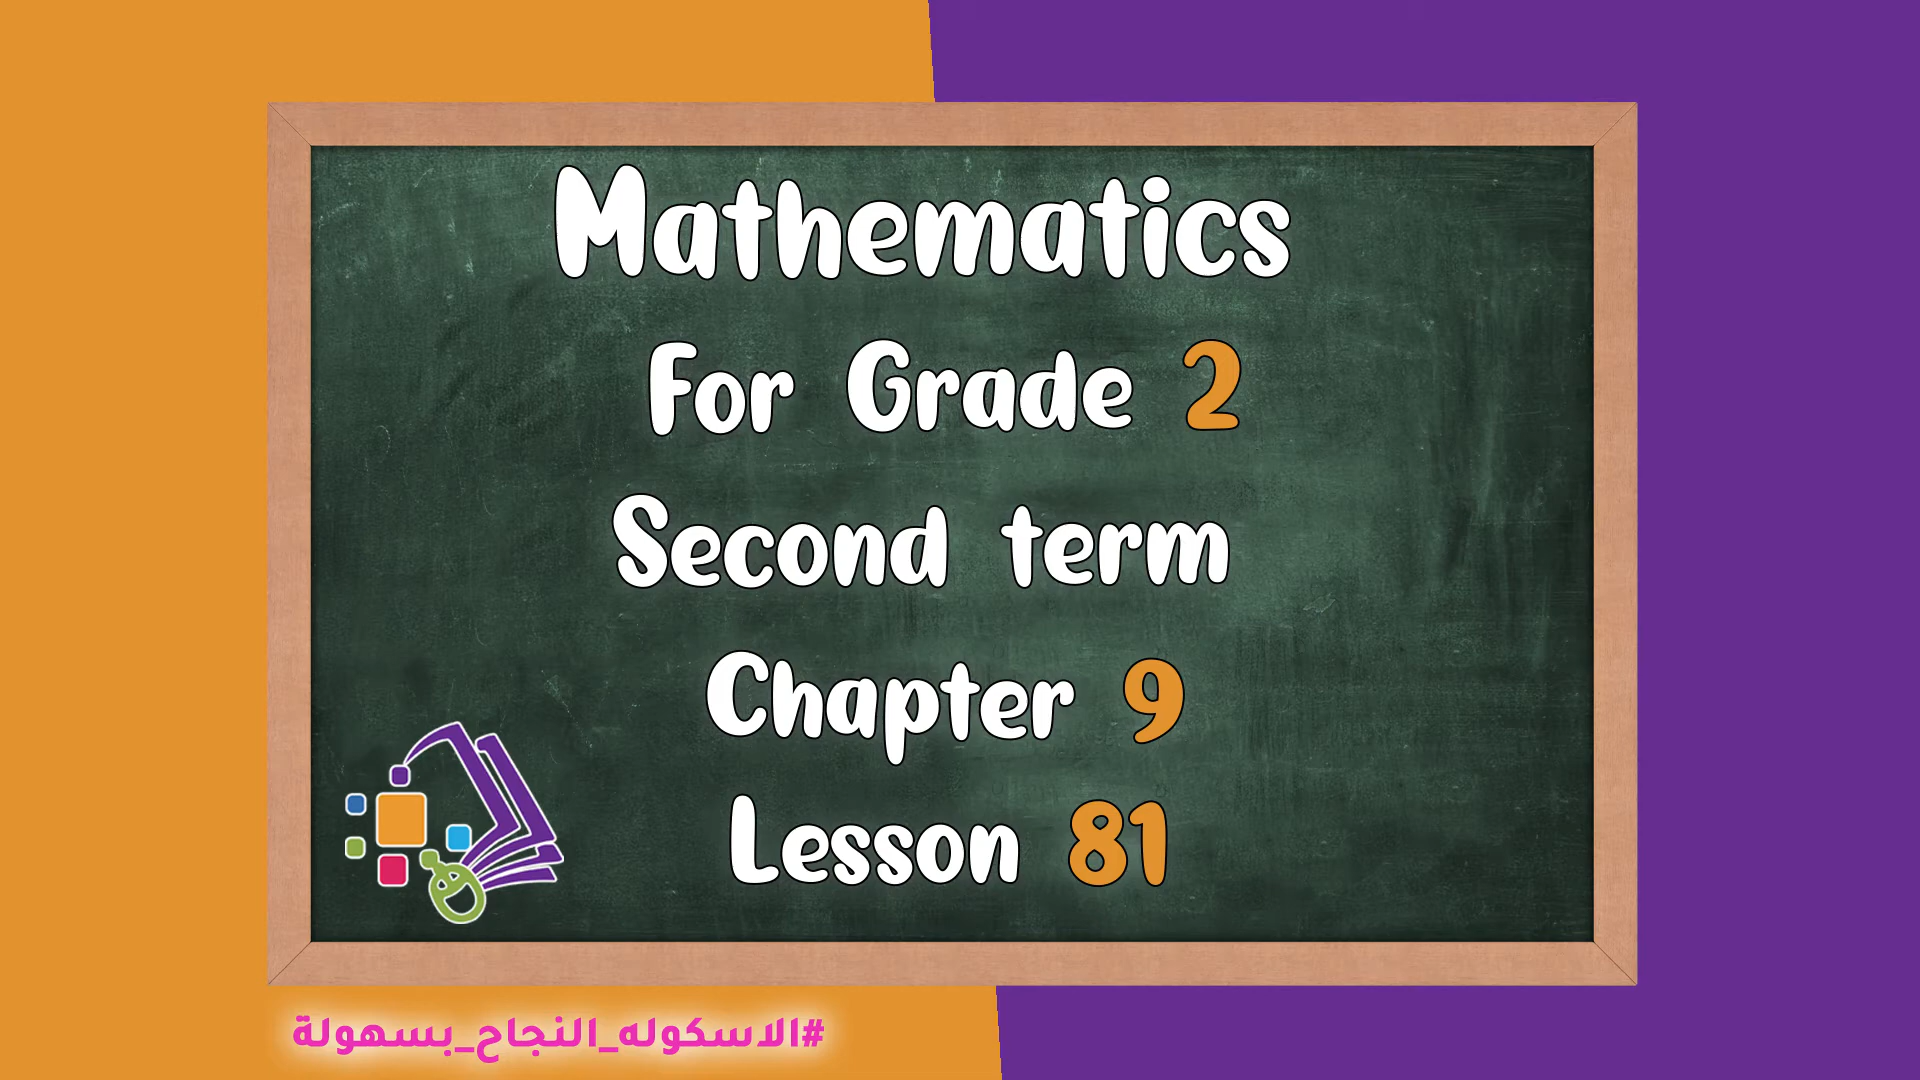 Mathematics
For Grade 2
Second term
Chapter 9
Lesson 81
#الاسكوله_النجاح_بسهولة